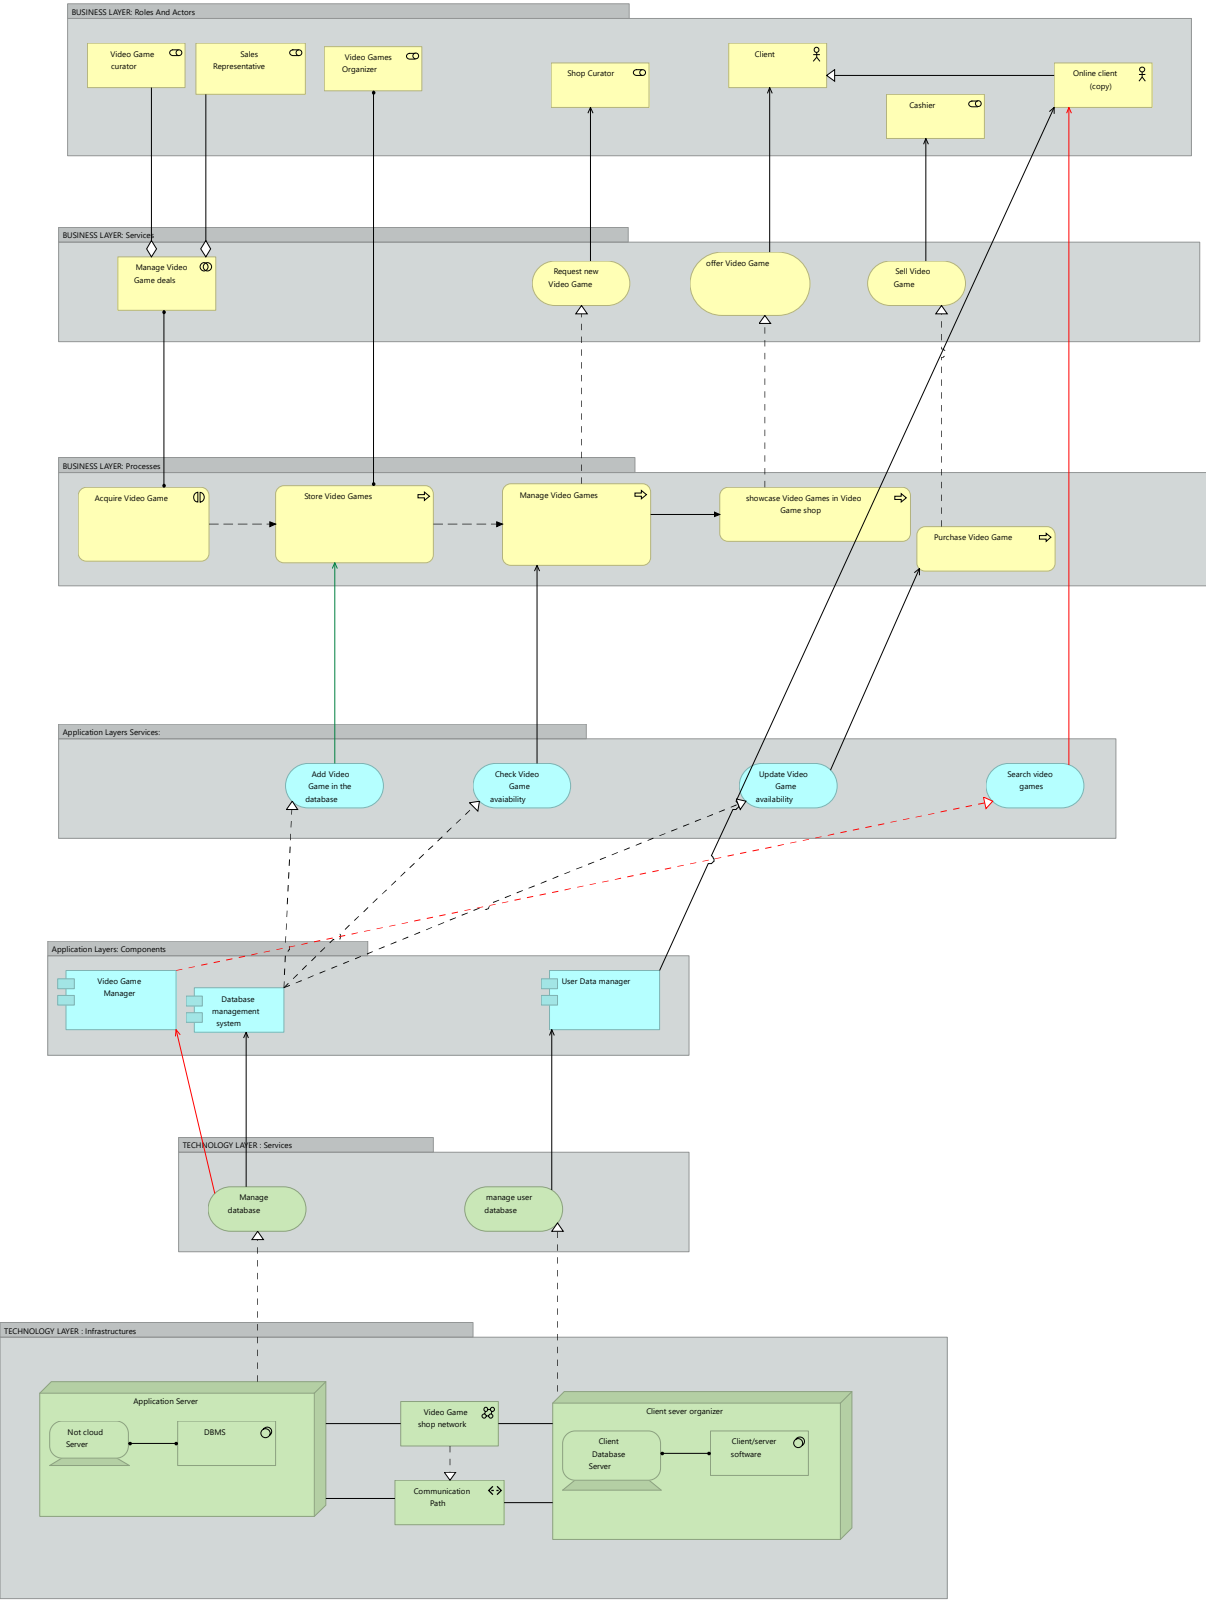 BUSINESS LAYER: Roles And Actors
Video Game
curator
Sales
Representative
Video Games
Organizer
Shop Curator
Client
Online client
(copy)
Cashier
BUSINESS LAYER: Services
Manage Video
Game deals
Request new
Video Game
offer Video Game
Sell Video
Game
BUSINESS LAYER: Processes
Acquire Video Game
Store Video Games
Manage Video Games
showcase Video Games in Video
Game shop
Purchase Video Game
Application Layers Services:
Add Video
Game in the
database
Check Video
Game
avaiability
Update Video
Game
availability
Search video
games
Application Layers: Components
Video Game
Manager
Database
management
system
User Data manager
TECHNOLOGY LAYER : Services
Manage
database
manage user
database
TECHNOLOGY LAYER : Infrastructures
Application Server
Not cloud
Server
DBMS
Video Game
shop network
Communication
Path
Client sever organizer
Client
Database
Server
Client/server
software